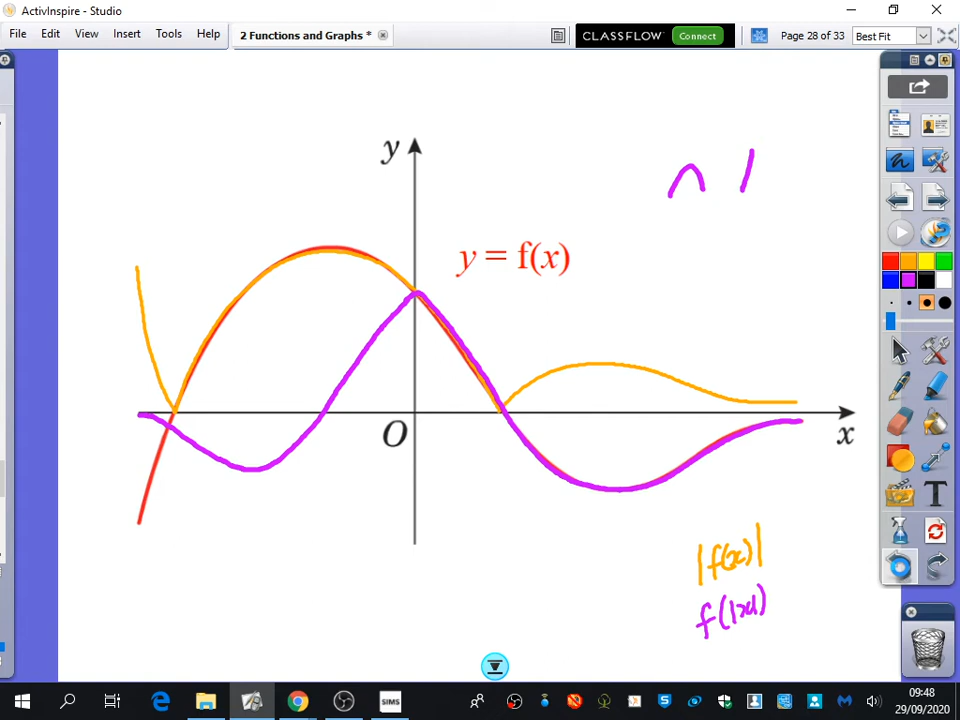 ActivInspire - Studio
File Edit View Insert Tools Help
2 Functions and Graphs *
CLASSFLOW Connect
Page 28 of 33
Best Fit
y
y = f(x)
O
x
|f(x)|
f(|x|)
SIMS
09:48
29/09/2020